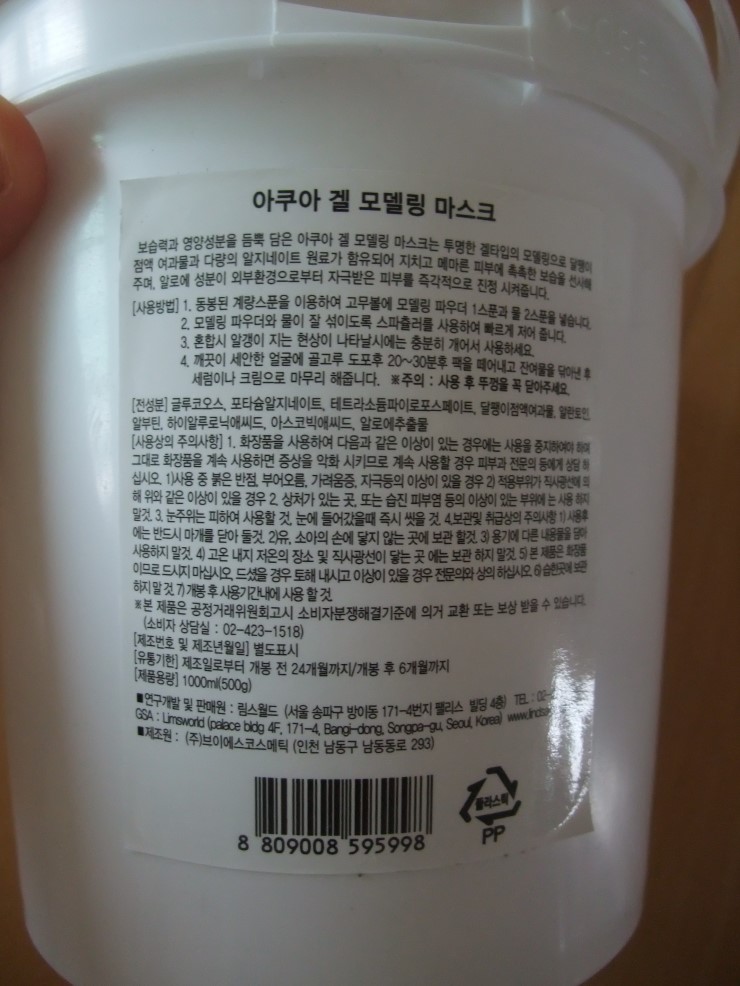 아쿠아 겔 모델링 마스크
보습력과 영양성분을 듬뿍 담은 아쿠아 겔 모델링 마스크는 투명한 겔타입의 모델링으로 달팽이
점액 여과물과 다량의 알지네이트 원료가 함유되어 지치고 메마른 피부에 촉촉한 보습을 선사해
주며, 알로에 성분이 외부환경으로부터 자극받은 피부를 즉각적으로 진정 시켜줍니다.
[사용방법] 1. 동봉된 계량스푼을 이용하여 고무볼에 모델링 파우더 1스푼과 물 2스푼을 넣습니다.
2. 모델링 파우더와 물이 잘 섞이도록 스파츌러를 사용하여 빠르게 저어 줍니다.
3. 혼합시 알갱이 지는 현상이 나타날시에는 충분히 개어서 사용하세요.
4. 깨끗이 세안한 얼굴에 골고루 도포후 20~30분후 팩을 떼어내고 잔여물을 닦아낸 후
세럼이나 크림으로 마무리 해줍니다. ※주의 : 사용 후 뚜껑을 꼭 닫아주세요.
[전성분] 글루코오스, 포타슘알지네이트, 테트라소듐파이로포스페이트, 달팽이점액여과물, 알란토인,
알부틴, 하이알루로닉애씨드, 아스코빅애씨드, 알로에추출물
[사용상의 주의사항] 1. 화장품을 사용하여 다음과 같은 이상이 있는 경우에는 사용을 중지하여야 하며
그대로 화장품을 계속 사용하면 증상을 악화 시키므로 계속 사용할 경우 피부과 전문의 등에게 상담 하
십시오. 1)사용 중 붉은 반점, 부어오름, 가려움증, 자극등의 이상이 있을 경우 2) 적용부위가 직사광선에 의
해 위와 같은 이상이 있을 경우 2. 상처가 있는 곳, 또는 습진 피부염 등의 이상이 있는 부위에 는 사용 하지
말것. 3. 눈주위는 피하여 사용할 것, 눈에 들어갔을때 즉시 씻을 것. 4.보관및 취급상의 주의사항 1) 사용후
에는 반드시 마개를 닫아 둘것. 2)유, 소아의 손에 닿지 않는 곳에 보관 할것. 3) 용기에 다른 내용물을 담아
사용하지 말것. 4) 고온 내지 저온의 장소 및 직사광선이 닿는 곳 에는 보관 하지 말것. 5) 본 제품은 화장품
이므로 드시지 마십시오. 드셨을 경우 토해 내시고 이상이 있을 경우 전문의와 상의 하십시오. 6) 습한곳에 보관
하지 말 것. 7) 개봉 후 사용기간내에 사용 할 것.
※본 제품은 공정거래위원회고시 소비자분쟁해결기준에 의거 교환 또는 보상 받을 수 있습니다.
(소비자 상담실 : 02-423-1518)
[제조번호 및 제조년월일] 별도표시
[유통기한] 제조일로부터 개봉 전 24개월까지/개봉 후 6개월까지
[제품용량] 1000ml(500g)
■연구개발 및 판매원 : 림스월드 (서울 송파구 방이동 171-4번지 팰리스 빌딩 4층) TEL : 02-
GSA : Limsworld (palace bldg 4F, 171-4, Bangi-dong, Songpa-gu, Seoul, Korea)
■제조원 : (주)브이에스코스메틱 (인천 남동구 남동동로 293)
플라스틱
PP
8 809008 595998